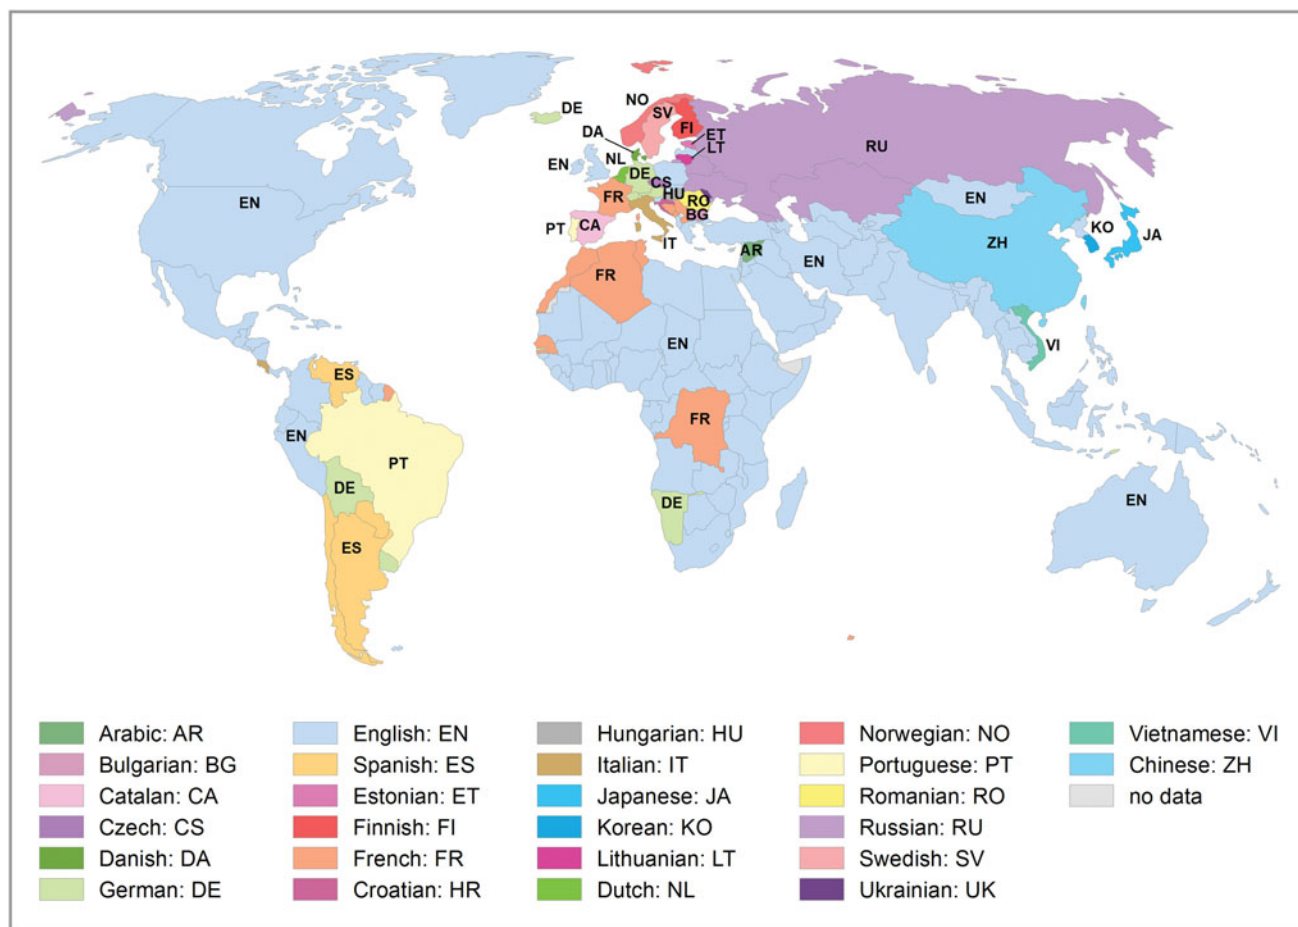 NO
SV
DE
DA
FI
ET
LT
RU
EN
NL
DE
CS
EN
FR
HU
RO
EN
PT
CA
BG
KO
JA
IT
AR
EN
ZH
FR
EN
VI
ES
FR
EN
PT
DE
DE
EN
ES
Arabic: AR
Bulgarian: BG
Catalan: CA
Czech: CS
Danish: DA
German: DE
English: EN
Spanish: ES
Estonian: ET
Finnish: FI
French: FR
Croatian: HR
Hungarian: HU
Italian: IT
Japanese: JA
Korean: KO
Lithuanian: LT
Dutch: NL
Norwegian: NO
Portuguese: PT
Romanian: RO
Russian: RU
Swedish: SV
Ukrainian: UK
Vietnamese: VI
Chinese: ZH
no data